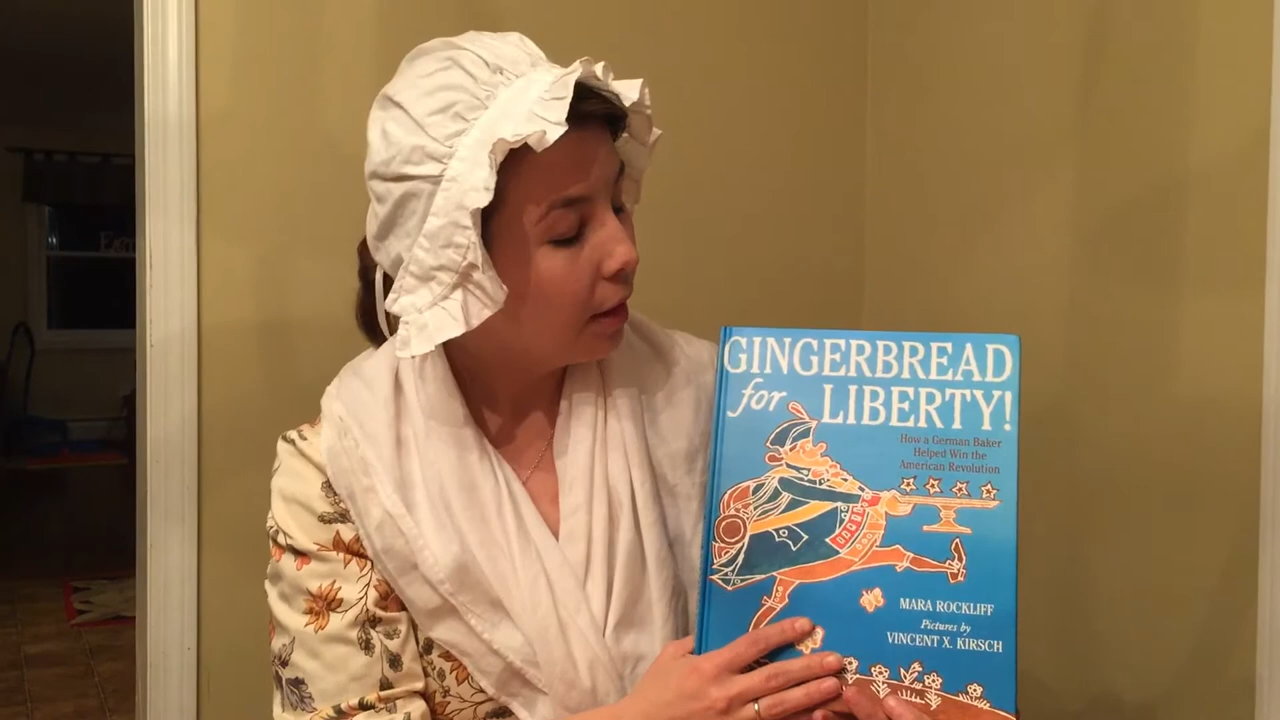 GINGERBREAD
for LIBERTY!
How a German Baker
Helped Win the
American Revolution
MARA ROCKLIFF
Pictures by
VINCENT X. KIRSCH